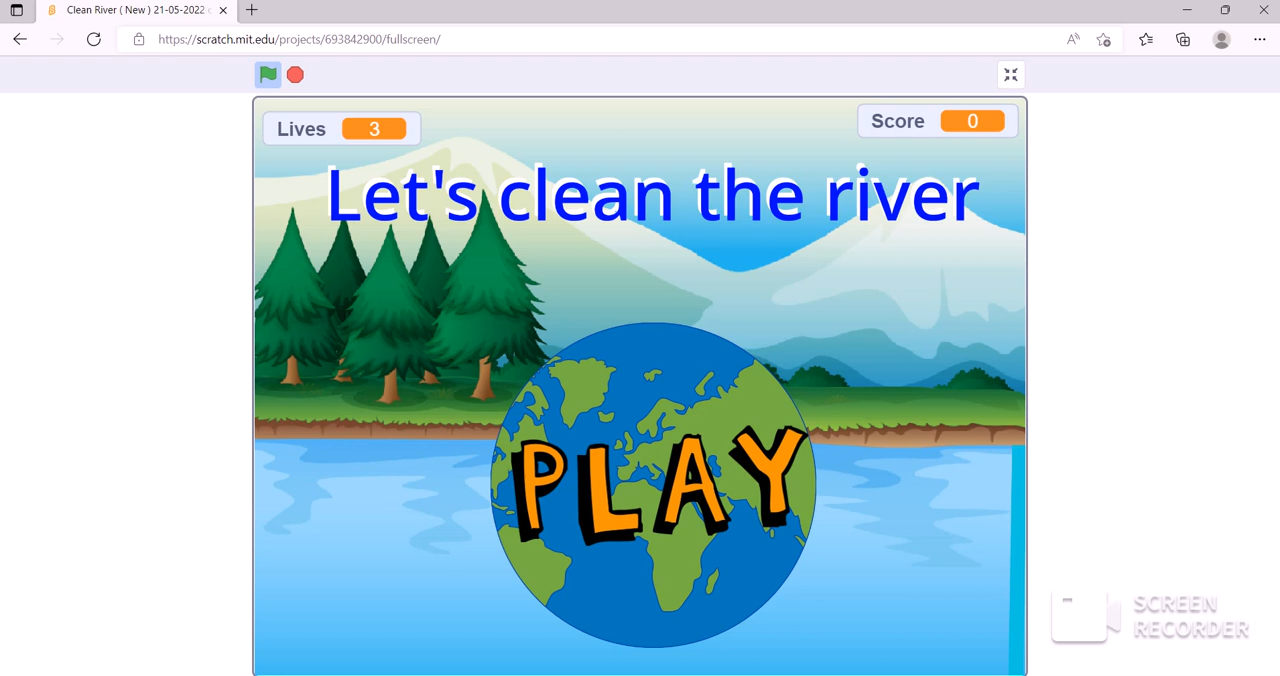 Clean River ( New ) 21-05-2022
https://scratch.mit.edu/projects/693842900/fullscreen/
Lives 3
Score 0
Let's clean the river
PLAY
SCREEN
RECORDER